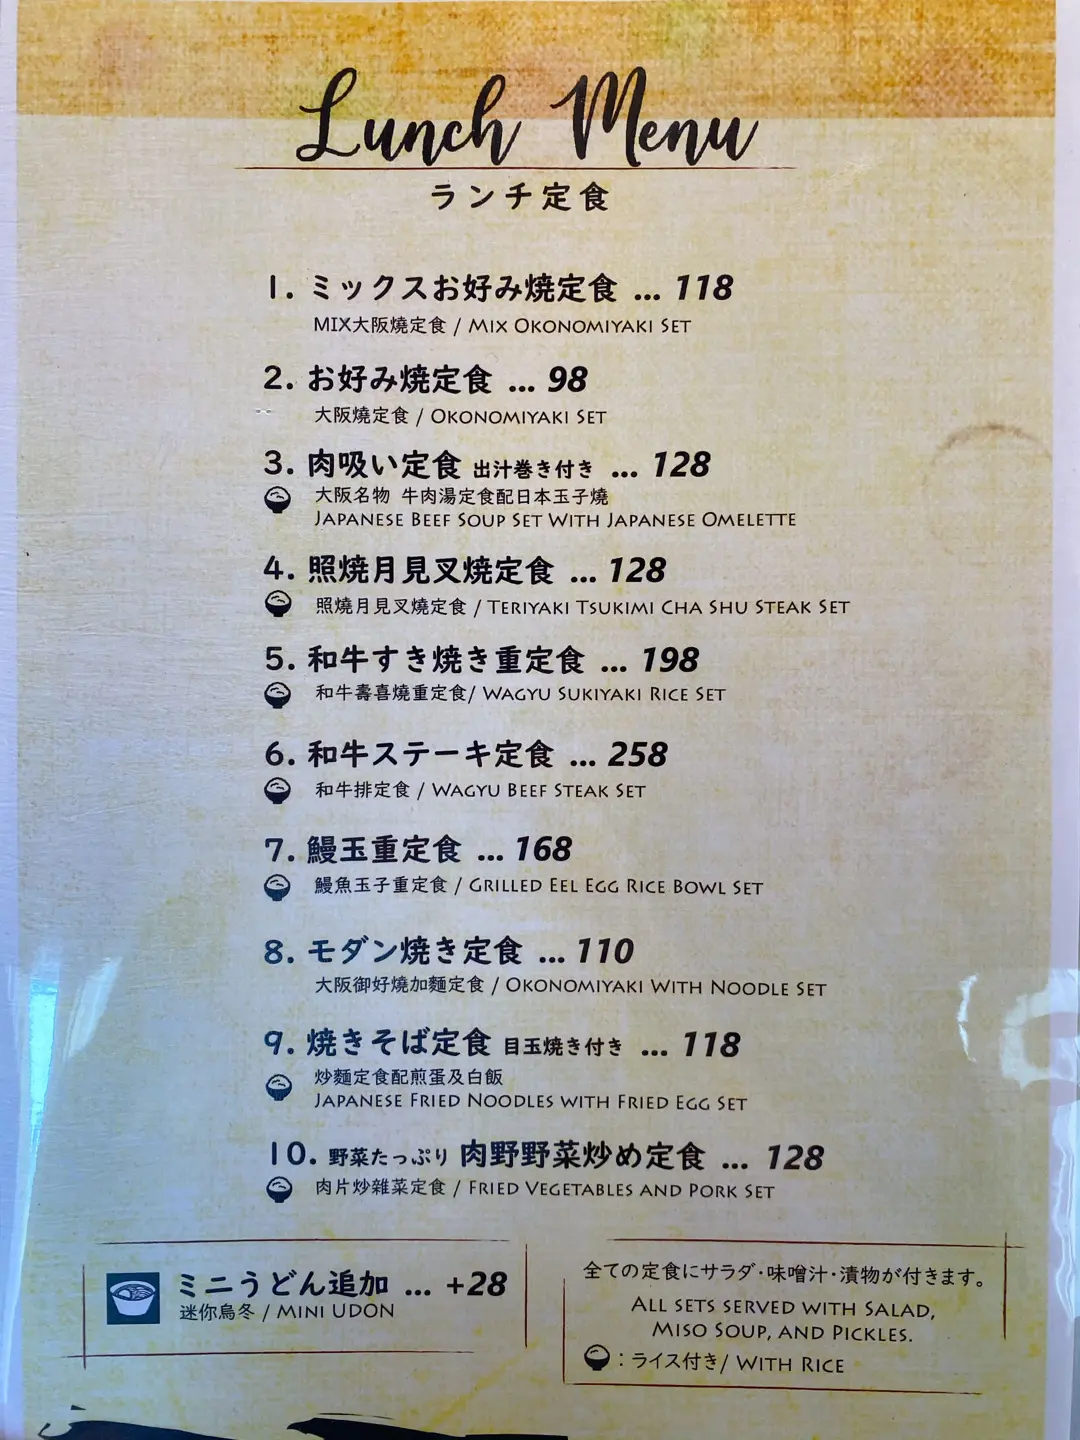 Lunch Menu
ランチ定食
1. ミックスお好み焼定食 ... 118
MIX大阪燒定食 / MIX OKONOMIYAKI SET
2. お好み焼定食 ... 98
大阪燒定食 / OKONOMIYAKI SET
3. 肉吸い定食 出汁巻き付き ... 128
大阪名物 牛肉湯定食配日本玉子燒
JAPANESE BEEF SOUP SET WITH JAPANESE OMELETTE
4. 照焼月見叉焼定食 ... 128
照燒月見叉燒定食 / TERIYAKI TSUKIMI CHA SHU STEAK SET
5. 和牛すき焼き重定食 ... 198
和牛壽喜燒重定食/ WAGYU SUKIYAKI RICE SET
6. 和牛ステーキ定食 ... 258
和牛排定食 / WAGYU BEEF STEAK SET
7. 鰻玉重定食 ... 168
鰻魚玉子重定食 / GRILLED EEL EGG RICE BOWL SET
8. モダン焼き定食 ... 110
大阪御好燒加麵定食 / OKONOMIYAKI WITH NOODLE SET
9. 焼きそば定食 目玉焼き付き ... 118
炒麵定食配煎蛋及白飯
JAPANESE FRIED NOODLES WITH FRIED EGG SET
10. 野菜たっぷり 肉野野菜炒め定食 ... 128
肉片炒雜菜定食 / FRIED VEGETABLES AND PORK SET
ミニうどん追加 ... +28
迷你烏冬 / MINI UDON
全ての定食にサラダ・味噌汁・漬物が付きます。
ALL SETS SERVED WITH SALAD,
MISO SOUP, AND PICKLES.
：ライス付き/ WITH RICE